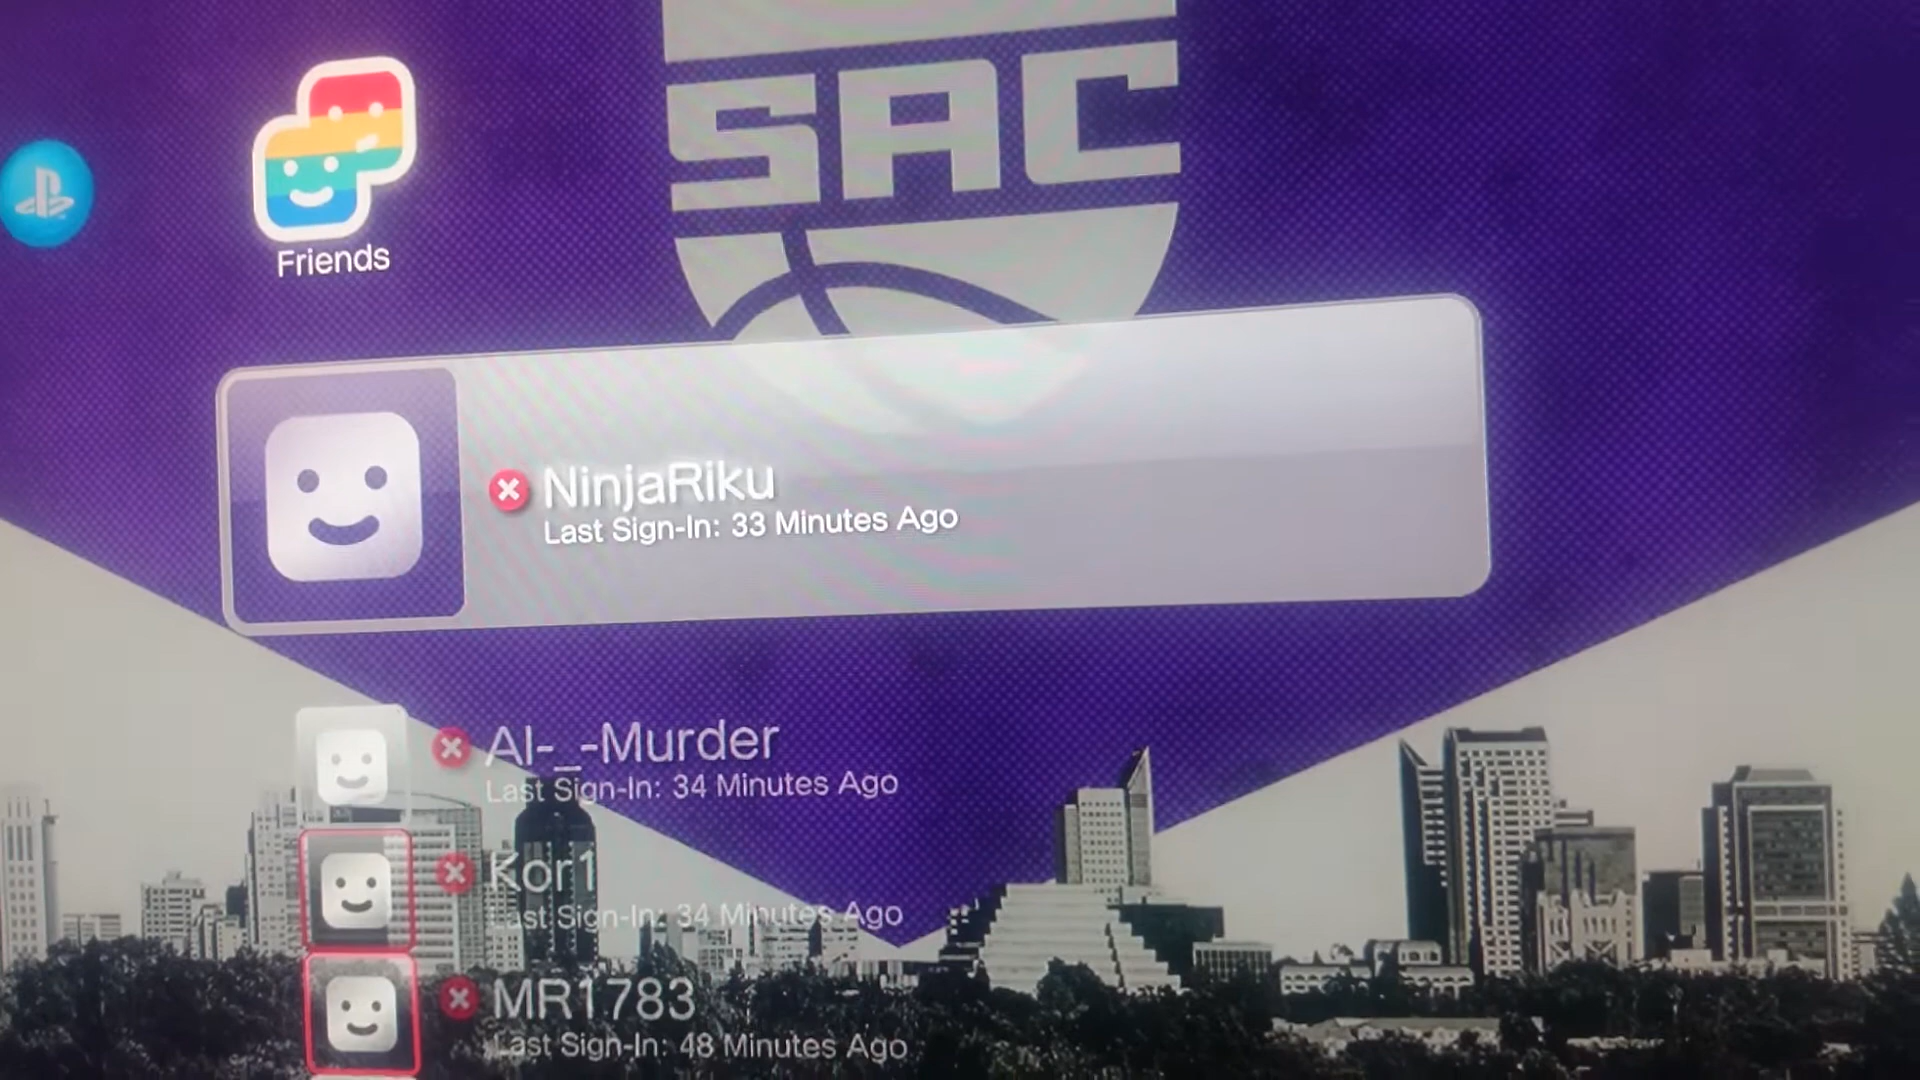 SAC
Friends
NinjaRiku
Last Sign-In: 33 Minutes Ago
AI-_-Murder
Last Sign-In: 34 Minutes Ago
Kor1
Last Sign-In: 34 Minutes Ago
MR1783
Last Sign-In: 48 Minutes Ago